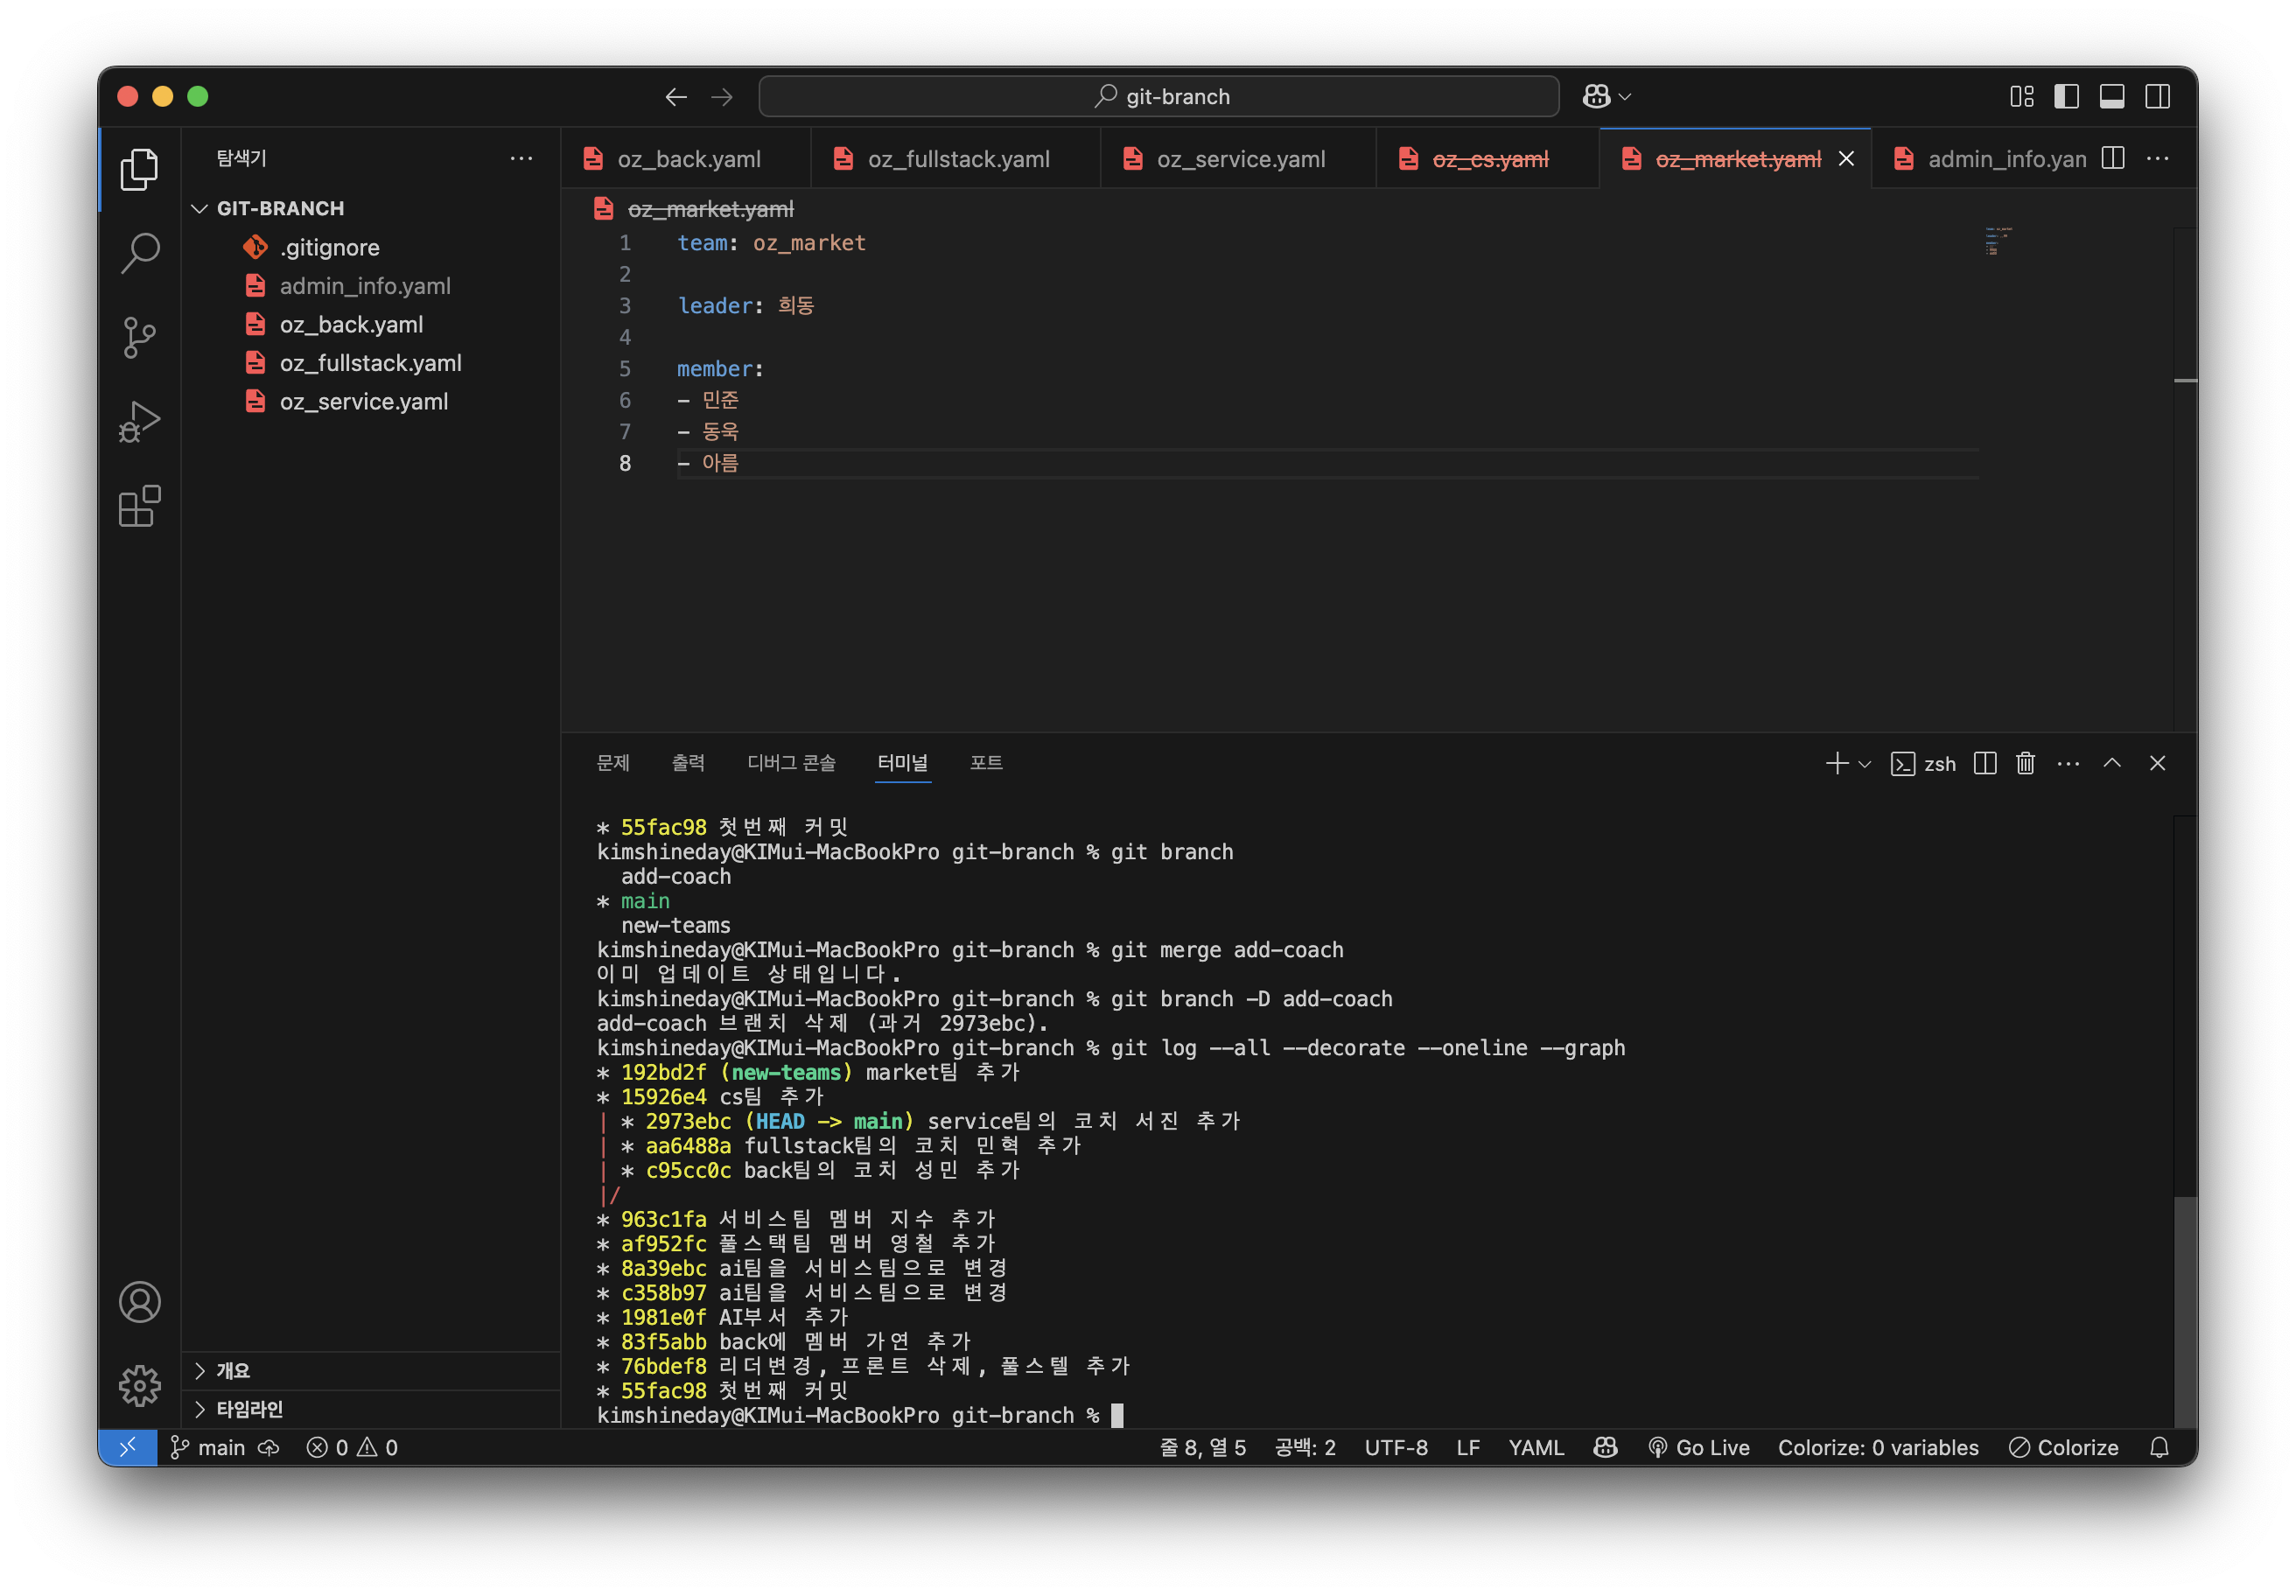 git-branch
탐색기
GIT-BRANCH
.gitignore
admin_info.yaml
oz_back.yaml
oz_fullstack.yaml
oz_service.yaml
개요
타임라인
oz_back.yaml
oz_fullstack.yaml
oz_service.yaml
oz_cs.yaml
oz_market.yaml
admin_info.yan
oz_market.yaml
1 team: oz_market
2
3 leader: 희동
4
5 member:
6 - 민준
7 - 동욱
8 - 아름
문제 출력 디버그 콘솔 터미널 포트
zsh
* 55fac98 첫번째 커밋
kimshineday@KIMui-MacBookPro git-branch % git branch
add-coach
* main
new-teams
kimshineday@KIMui-MacBookPro git-branch % git merge add-coach
이미 업데이트 상태입니다.
kimshineday@KIMui-MacBookPro git-branch % git branch -D add-coach
add-coach 브랜치 삭제 (과거 2973ebc).
kimshineday@KIMui-MacBookPro git-branch % git log --all --decorate --oneline --graph
* 192bd2f (new-teams) market팀 추가
* 15926e4 cs팀 추가
| * 2973ebc (HEAD -> main) service팀의 코치 서진 추가
| * aa6488a fullstack팀의 코치 민혁 추가
| * c95cc0c back팀의 코치 성민 추가
|/
* 963c1fa 서비스팀 멤버 지수 추가
* af952fc 풀스택팀 멤버 영철 추가
* 8a39ebc ai팀을 서비스팀으로 변경
* c358b97 ai팀을 서비스팀으로 변경
* 1981e0f AI부서 추가
* 83f5abb back에 멤버 가연 추가
* 76bdef8 리더변경, 프론트 삭제, 풀스텔 추가
* 55fac98 첫번째 커밋
kimshineday@KIMui-MacBookPro git-branch %
main 0 0 줄 8, 열 5 공백: 2 UTF-8 LF YAML Go Live Colorize: 0 variables Colorize